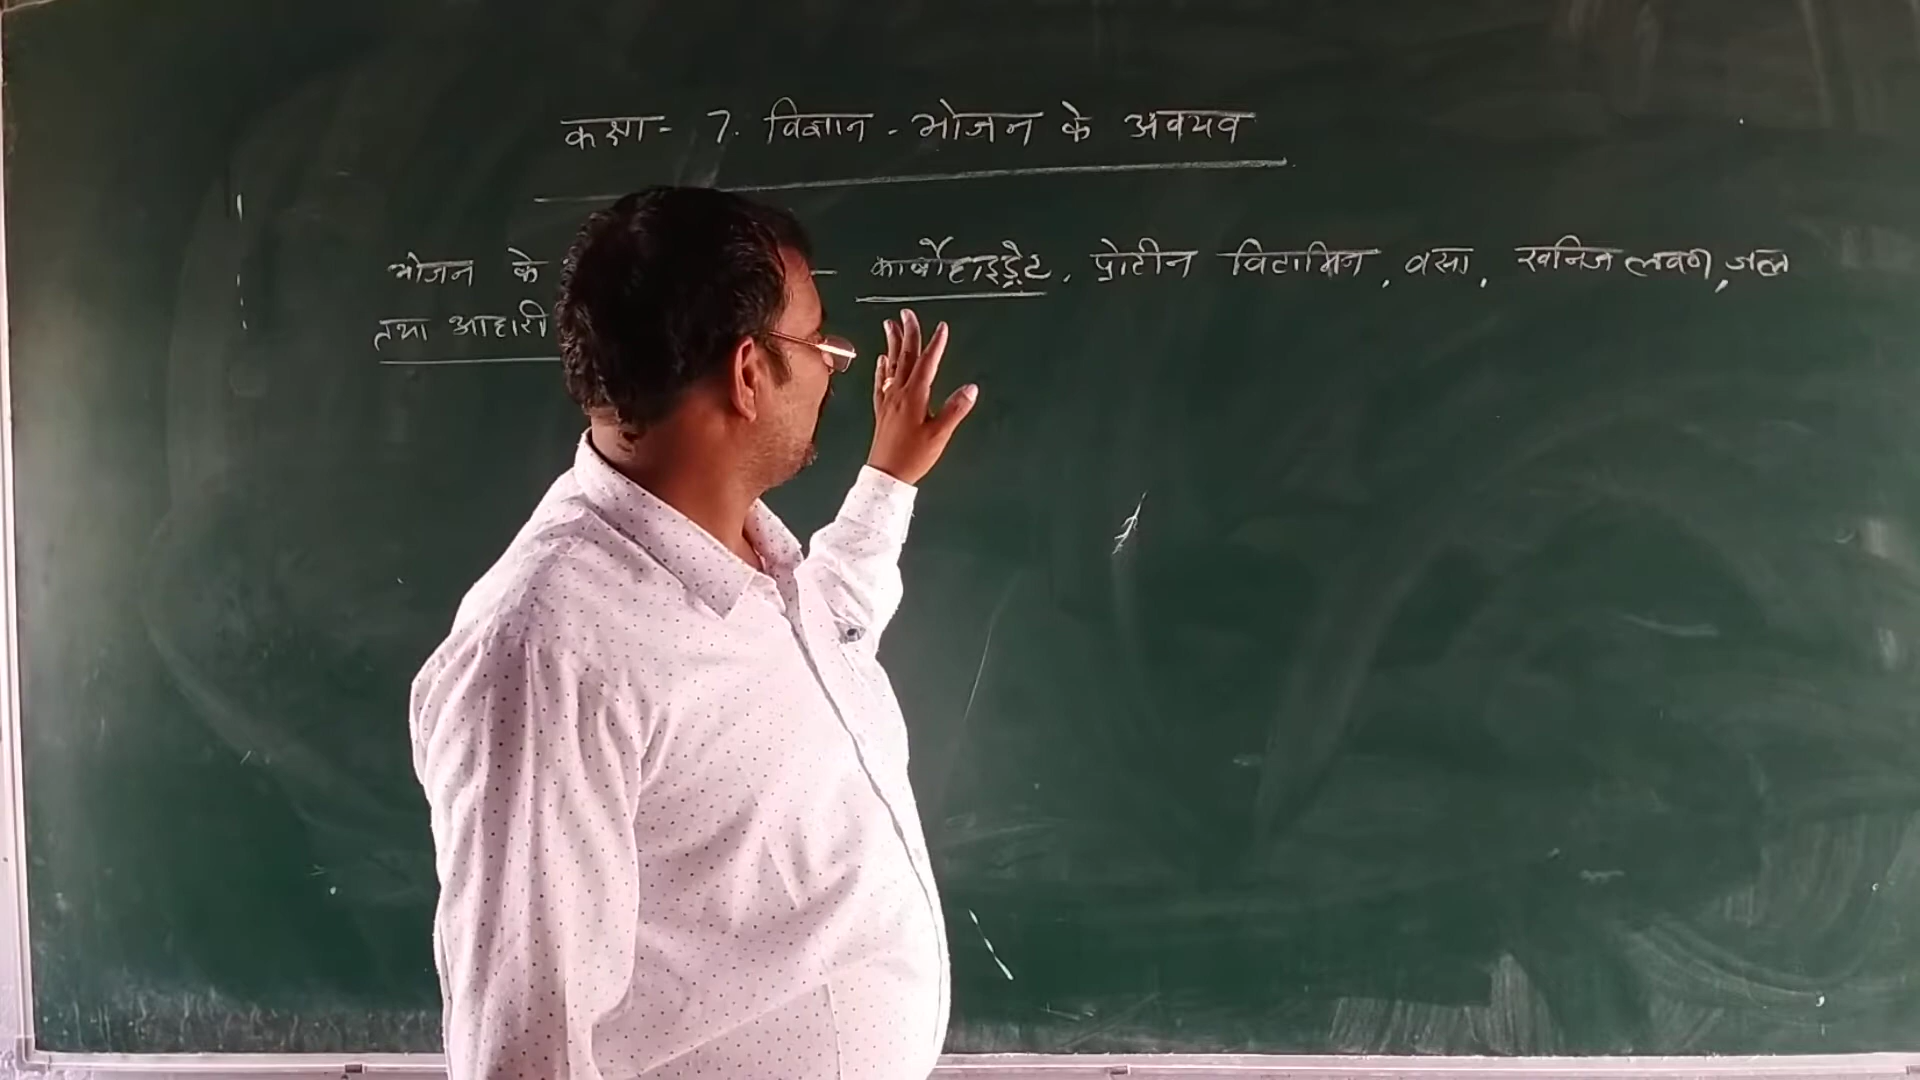 कक्षा - 7. विज्ञान - भोजन के अवयव
भोजन के — कार्बोहाइड्रेट, प्रोटीन विटामिन, वसा, खनिज लवण, जल
तथा आहारी